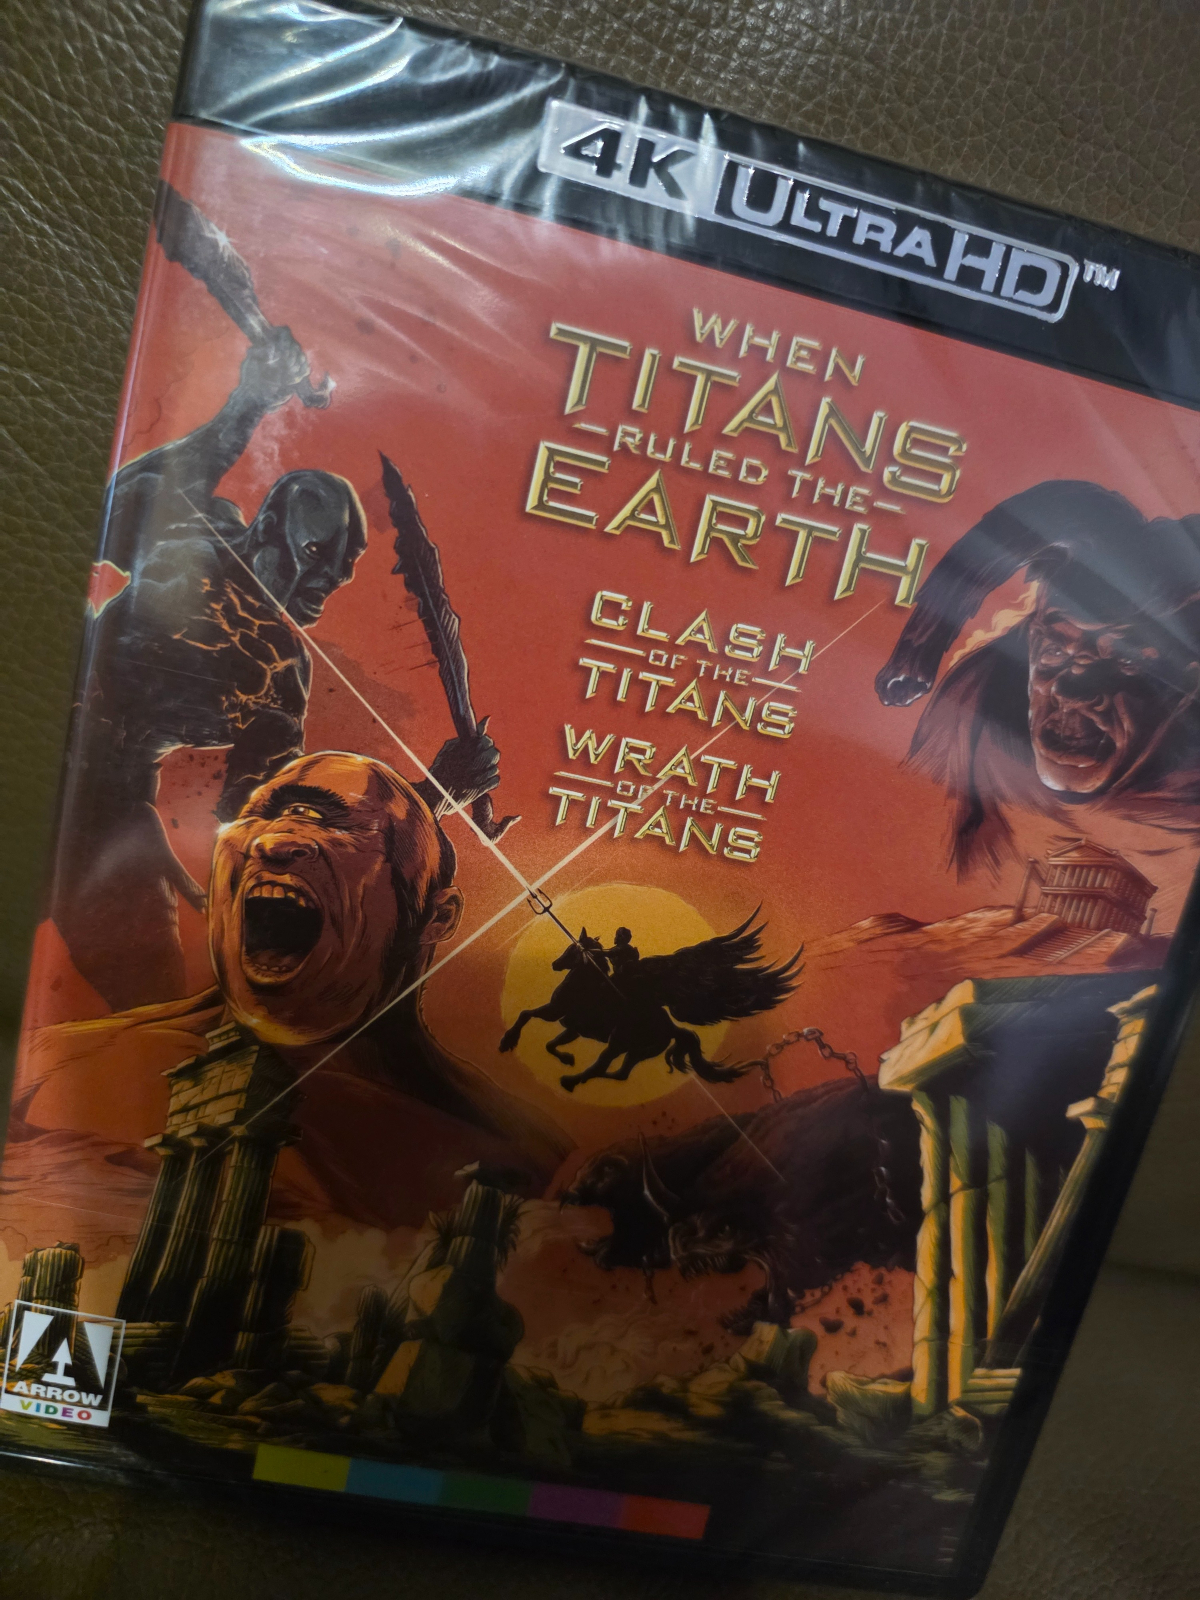 4K ULTRA HD™
WHEN
TITANS
RULED THE
EARTH
CLASH
OF THE
TITANS
WRATH
OF THE
TITANS
ARROW
VIDEO